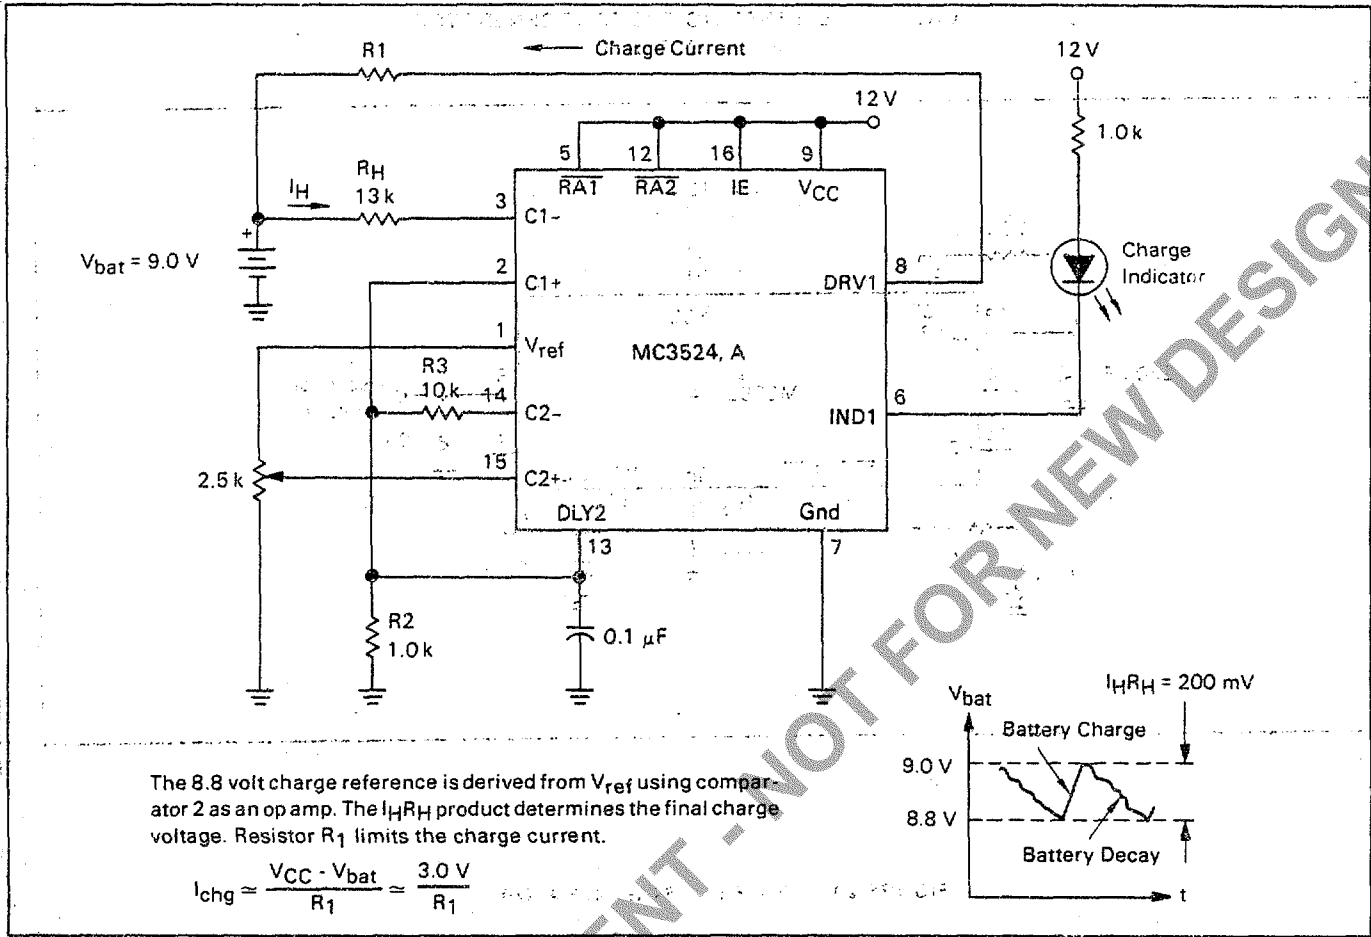 R1
Charge Current
12 V
12 V
1.0 k
5
12
16
9
RA1
RA2
IE
VCC
IH
RH
13 k
3
C1-
Vbat = 9.0 V
+
2
C1+
DRV1
8
Charge
Indicator
1
Vref
MC3524, A
R3
10 k
14
C2-
IND1
6
2.5 k
15
C2+
DLY2
Gnd
13
7
R2
1.0 k
0.1 µF
ENT - NOT FOR NEW DESIGN
Vbat
IHRH = 200 mV
Battery Charge
9.0 V
8.8 V
Battery Decay
t
The 8.8 volt charge reference is derived from Vref using compar-
ator 2 as an op amp. The IHRH product determines the final charge
voltage. Resistor R1 limits the charge current.
Ichg ≃ VCC - Vbat / R1 ≃ 3.0 V / R1